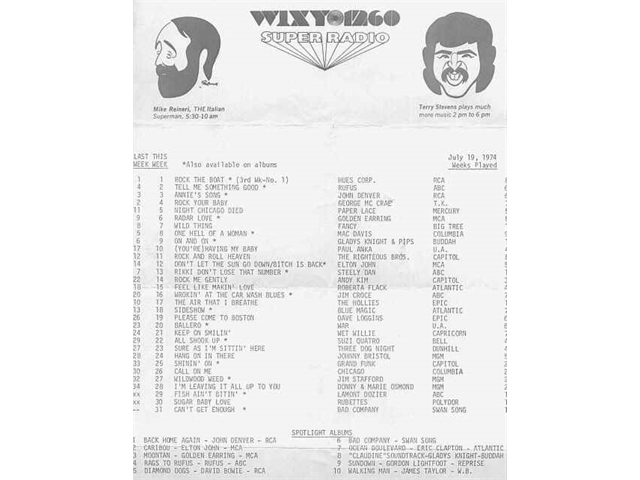 WIXY 1260
SUPER RADIO
Mike Reineri, THE Italian
Superman, 5:30-10 am
Terry Stevens plays much
more music 2 pm to 6 pm
LAST THIS July 19, 1974
WEEK WEEK *Also available on albums Weeks Played
1 1 ROCK THE BOAT * (3rd Wk-No. 1) HUES CORP. RCA
4 2 TELL ME SOMETHING GOOD * RUFUS ABC
3 3 ANNIE'S SONG * JOHN DENVER RCA
2 4 ROCK YOUR BABY GEORGE MC CRAE T.K.
11 5 NIGHT CHICAGO DIED PAPER LACE MERCURY
9 6 RADAR LOVE * GOLDEN EARRING MCA
8 7 WILD THING FANCY BIG TREE
5 8 ONE HELL OF A WOMAN * MAC DAVIS COLUMBIA
6 9 ON AND ON * GLADYS KNIGHT & PIPS BUDDAH
17 10 (YOU'RE)HAVING MY BABY PAUL ANKA U.A.
12 11 ROCK AND ROLL HEAVEN THE RIGHTEOUS BROS. CAPITOL
14 12 DON'T LET THE SUN GO DOWN/BITCH IS BACK* ELTON JOHN MCA
7 13 RIKKI DON'T LOSE THAT NUMBER * STEELY DAN ABC
22 14 ROCK ME GENTLY ANDY KIM CAPITOL
18 15 FEEL LIKE MAKIN' LOVE ROBERTA FLACK ATLANTIC
20 16 WROKIN' AT THE CAR WASH BLUES * JIM CROCE ABC
10 17 THE AIR THAT I BREATHE THE HOLLIES EPIC
13 18 SIDESHOW * BLUE MAGIC ATLANTIC
26 19 PLEASE COME TO BOSTON DAVE LOGGINS EPIC
23 20 BALLERO * WAR U.A.
24 21 KEEP ON SMILIN' WET WILLIE CAPRICORN
29 22 ALL SHOOK UP * SUZI QUATRO BELL
27 23 SURE AS I'M SITTIN' HERE THREE DOG NIGHT DUNHILL
28 24 HANG ON IN THERE JOHNNY BRISTOL MGM
33 25 SHININ' ON * GRAND FUNK CAPITOL
30 26 CALL ON ME CHICAGO COLUMBIA
32 27 WILDWOOD WEED * JIM STAFFORD MGM
34 28 I'M LEAVING IT ALL UP TO YOU DONNY & MARIE OSMOND MGM
xx 29 FISH AIN'T BITIN' * LAMONT DOZIER ABC
xx 30 SUGAR BABY LOVE RUBETTES POLYDOR
-- 31 CAN'T GET ENOUGH * BAD COMPANY SWAN SONG
SPOTLIGHT ALBUMS
1 BACK HOME AGAIN - JOHN DENVER - RCA 6 BAD COMPANY - SWAN SONG
2 CARIBOU - ELTON JOHN - MCA 7 OCEAN BOULEVARD - ERIC CLAPTON - ATLANTIC
3 MOONTAN - GOLDEN EARRING - MCA 8 "CLAUDINE"SOUNDTRACK-GLADYS KNIGHT-BUDDAH
4 RAGS TO RUFUS - RUFUS - ABC 9 SUNDOWN - GORDON LIGHTFOOT - REPRISE
5 DIAMOND DOGS - DAVID BOWIE - RCA 10 WALKING MAN - JAMES TAYLOR - W.B.